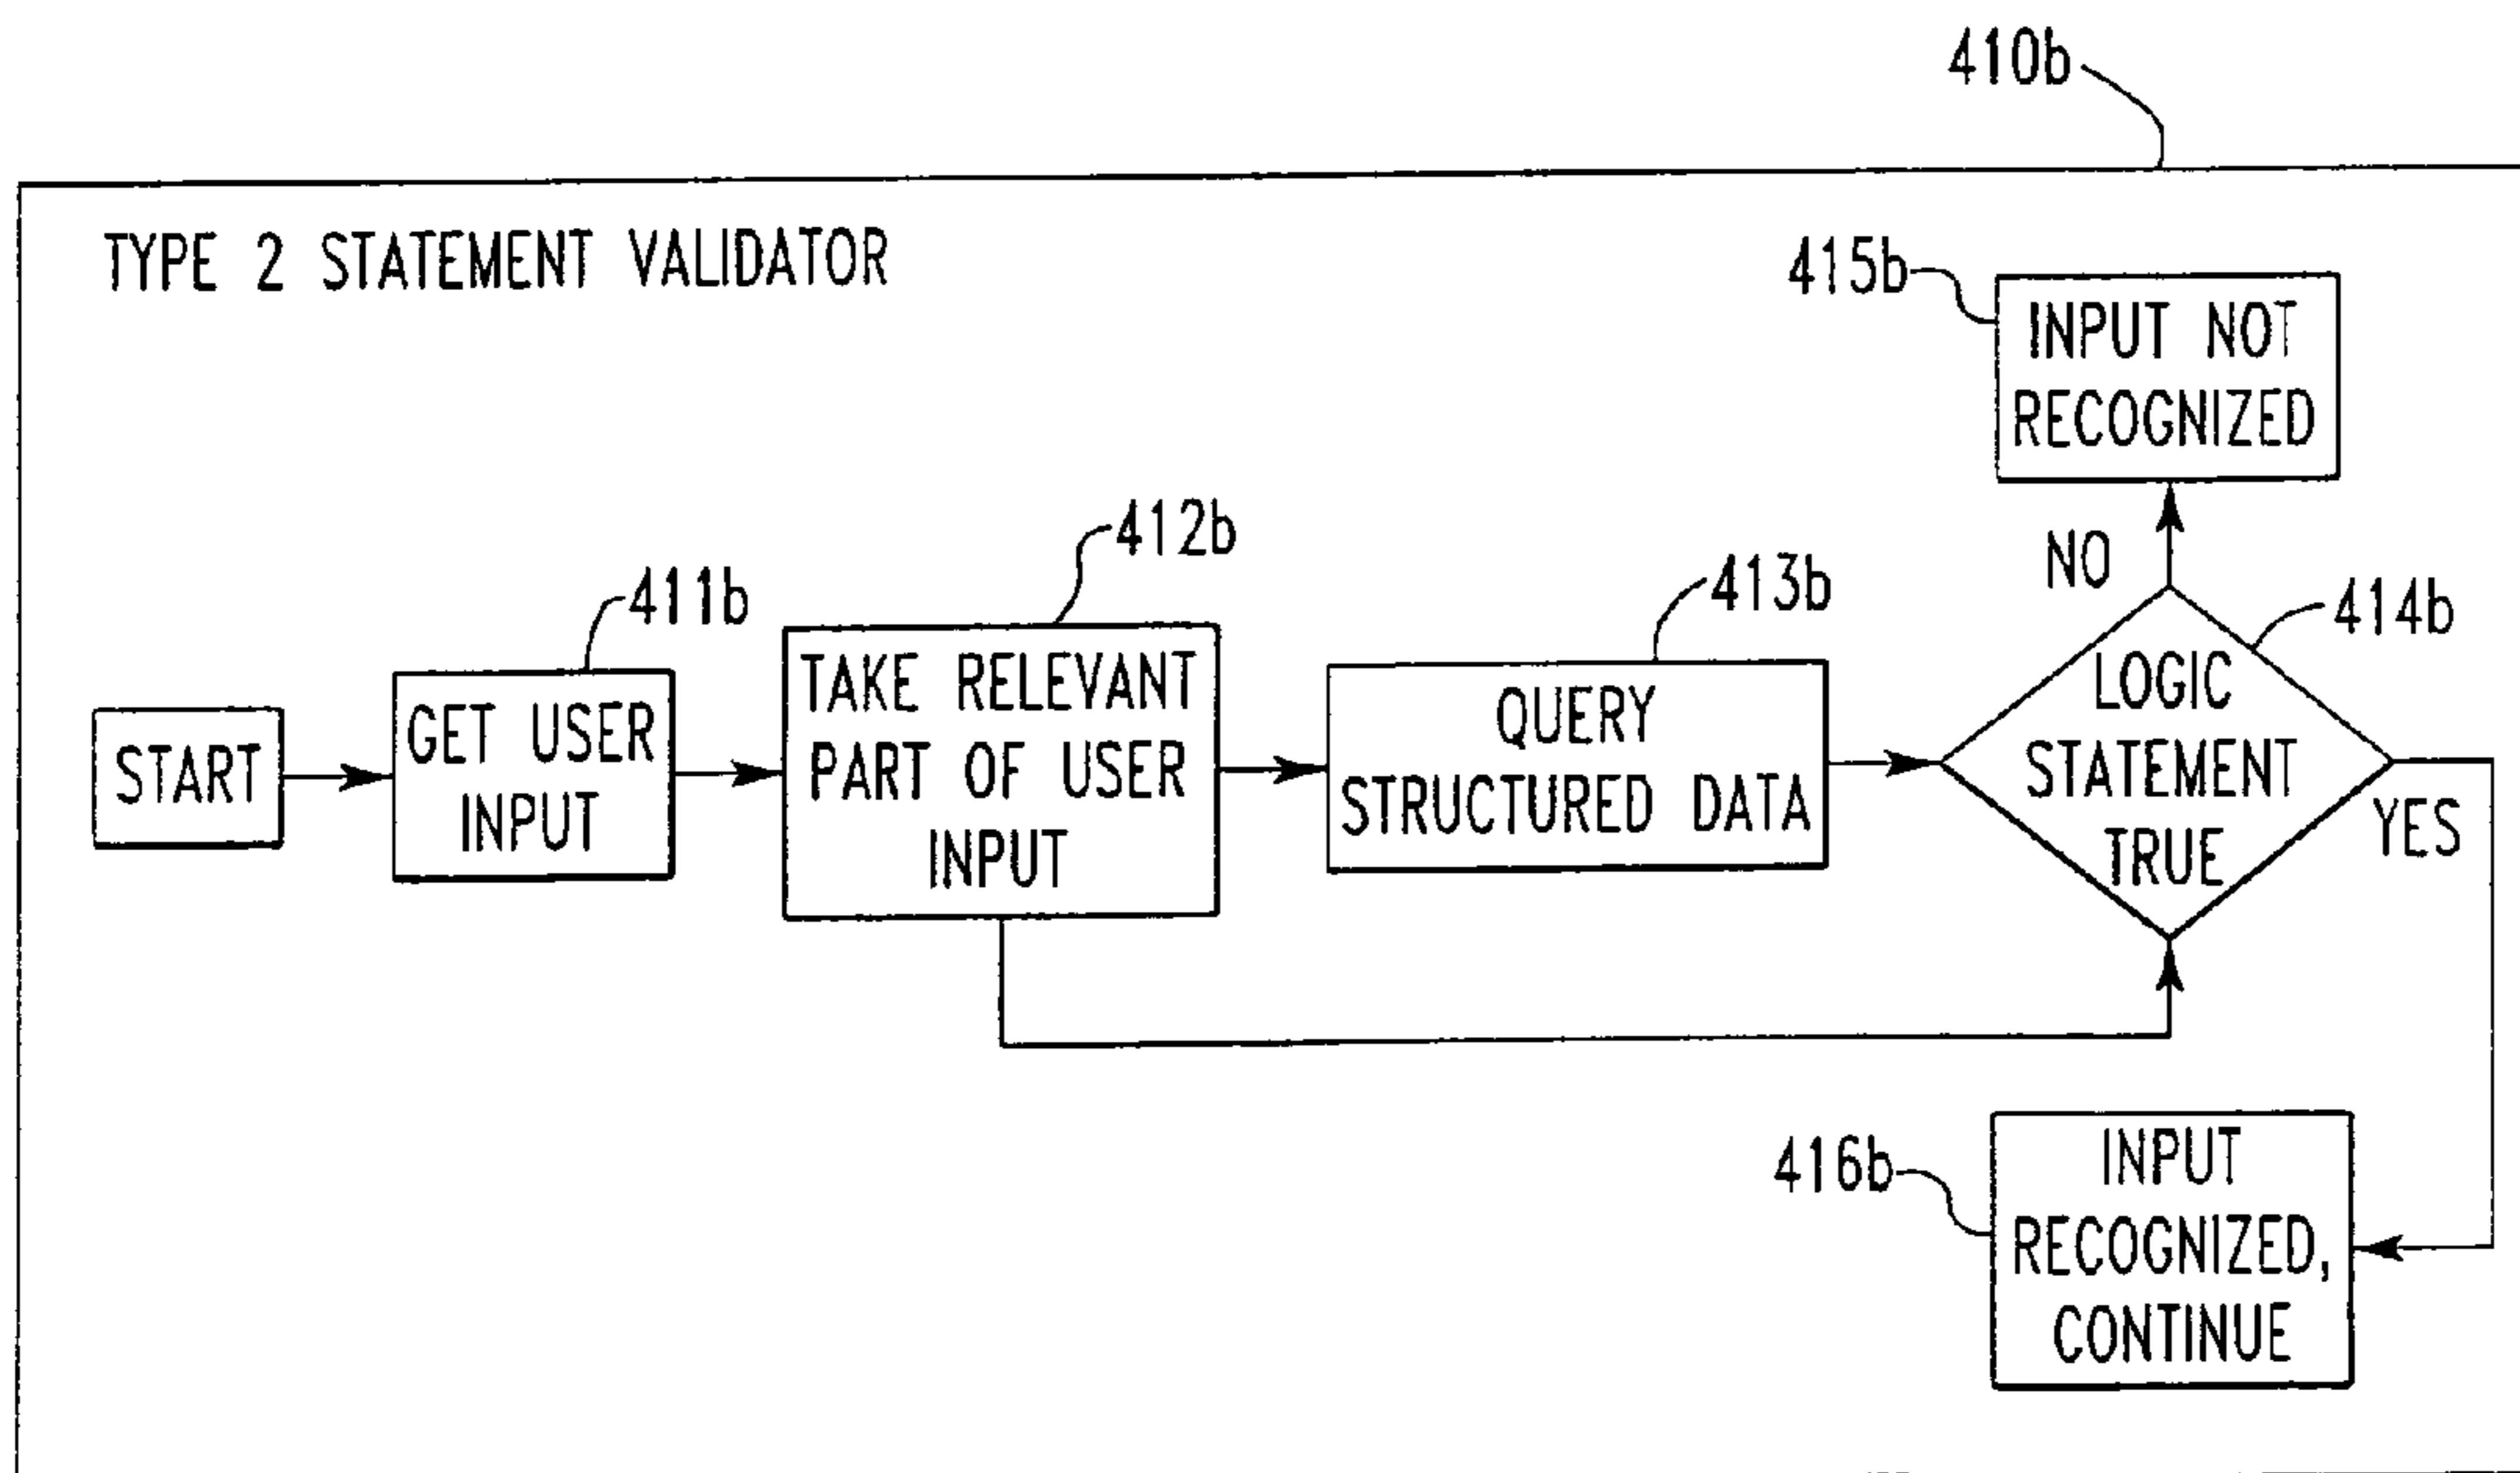 410b
TYPE 2 STATEMENT VALIDATOR
415b
INPUT NOT
RECOGNIZED
412b
411b
413b
NO
414b
START
GET USER
INPUT
TAKE RELEVANT
PART OF USER
INPUT
QUERY
STRUCTURED DATA
LOGIC
STATEMENT
TRUE
YES
416b
INPUT
RECOGNIZED,
CONTINUE